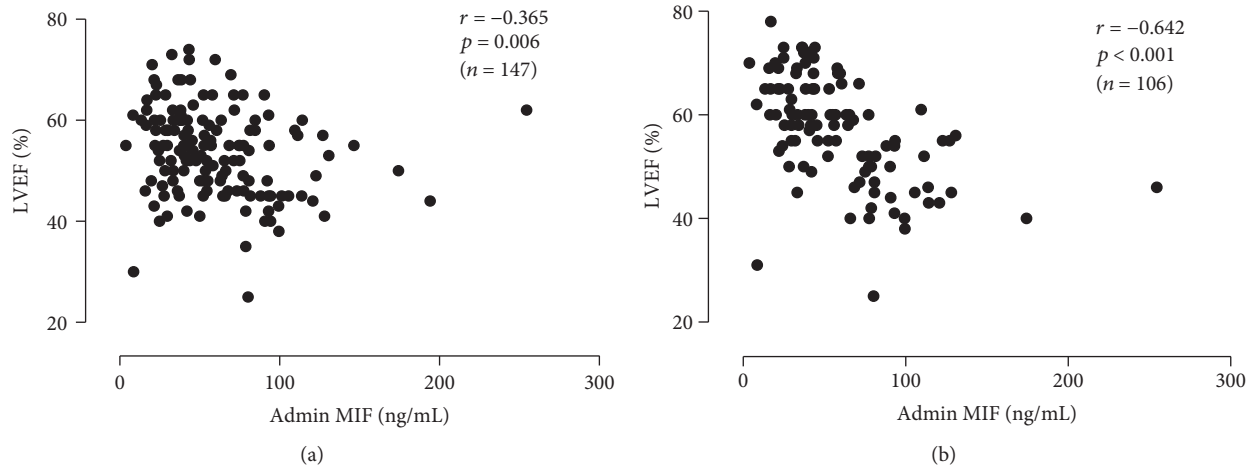 r = −0.365
p = 0.006
(n = 147)
80
60
40
20
LVEF (%)
0
100
200
300
Admin MIF (ng/mL)
(a)
r = −0.642
p < 0.001
(n = 106)
80
60
40
20
LVEF (%)
0
100
200
300
Admin MIF (ng/mL)
(b)